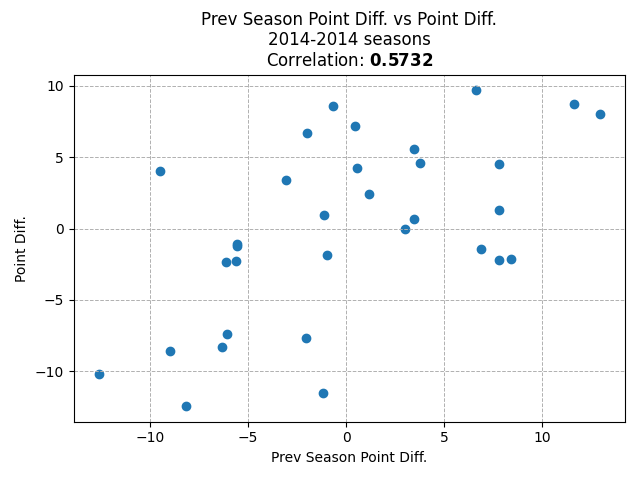 Prev Season Point Diff. vs Point Diff.
2014-2014 seasons
Correlation: 0.5732
10
5
0
−5
−10
Point Diff.
−10
−5
0
5
10
Prev Season Point Diff.